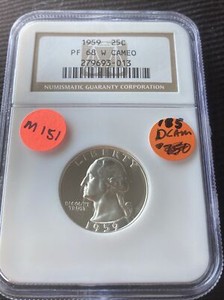 1959 25C
PF 68 W CAMEO
279693-013
NUMISMATIC GUARANTY CORPORATION
M 151
185
DCAM
LIBERTY
IN GOD WE
TRUST
1959